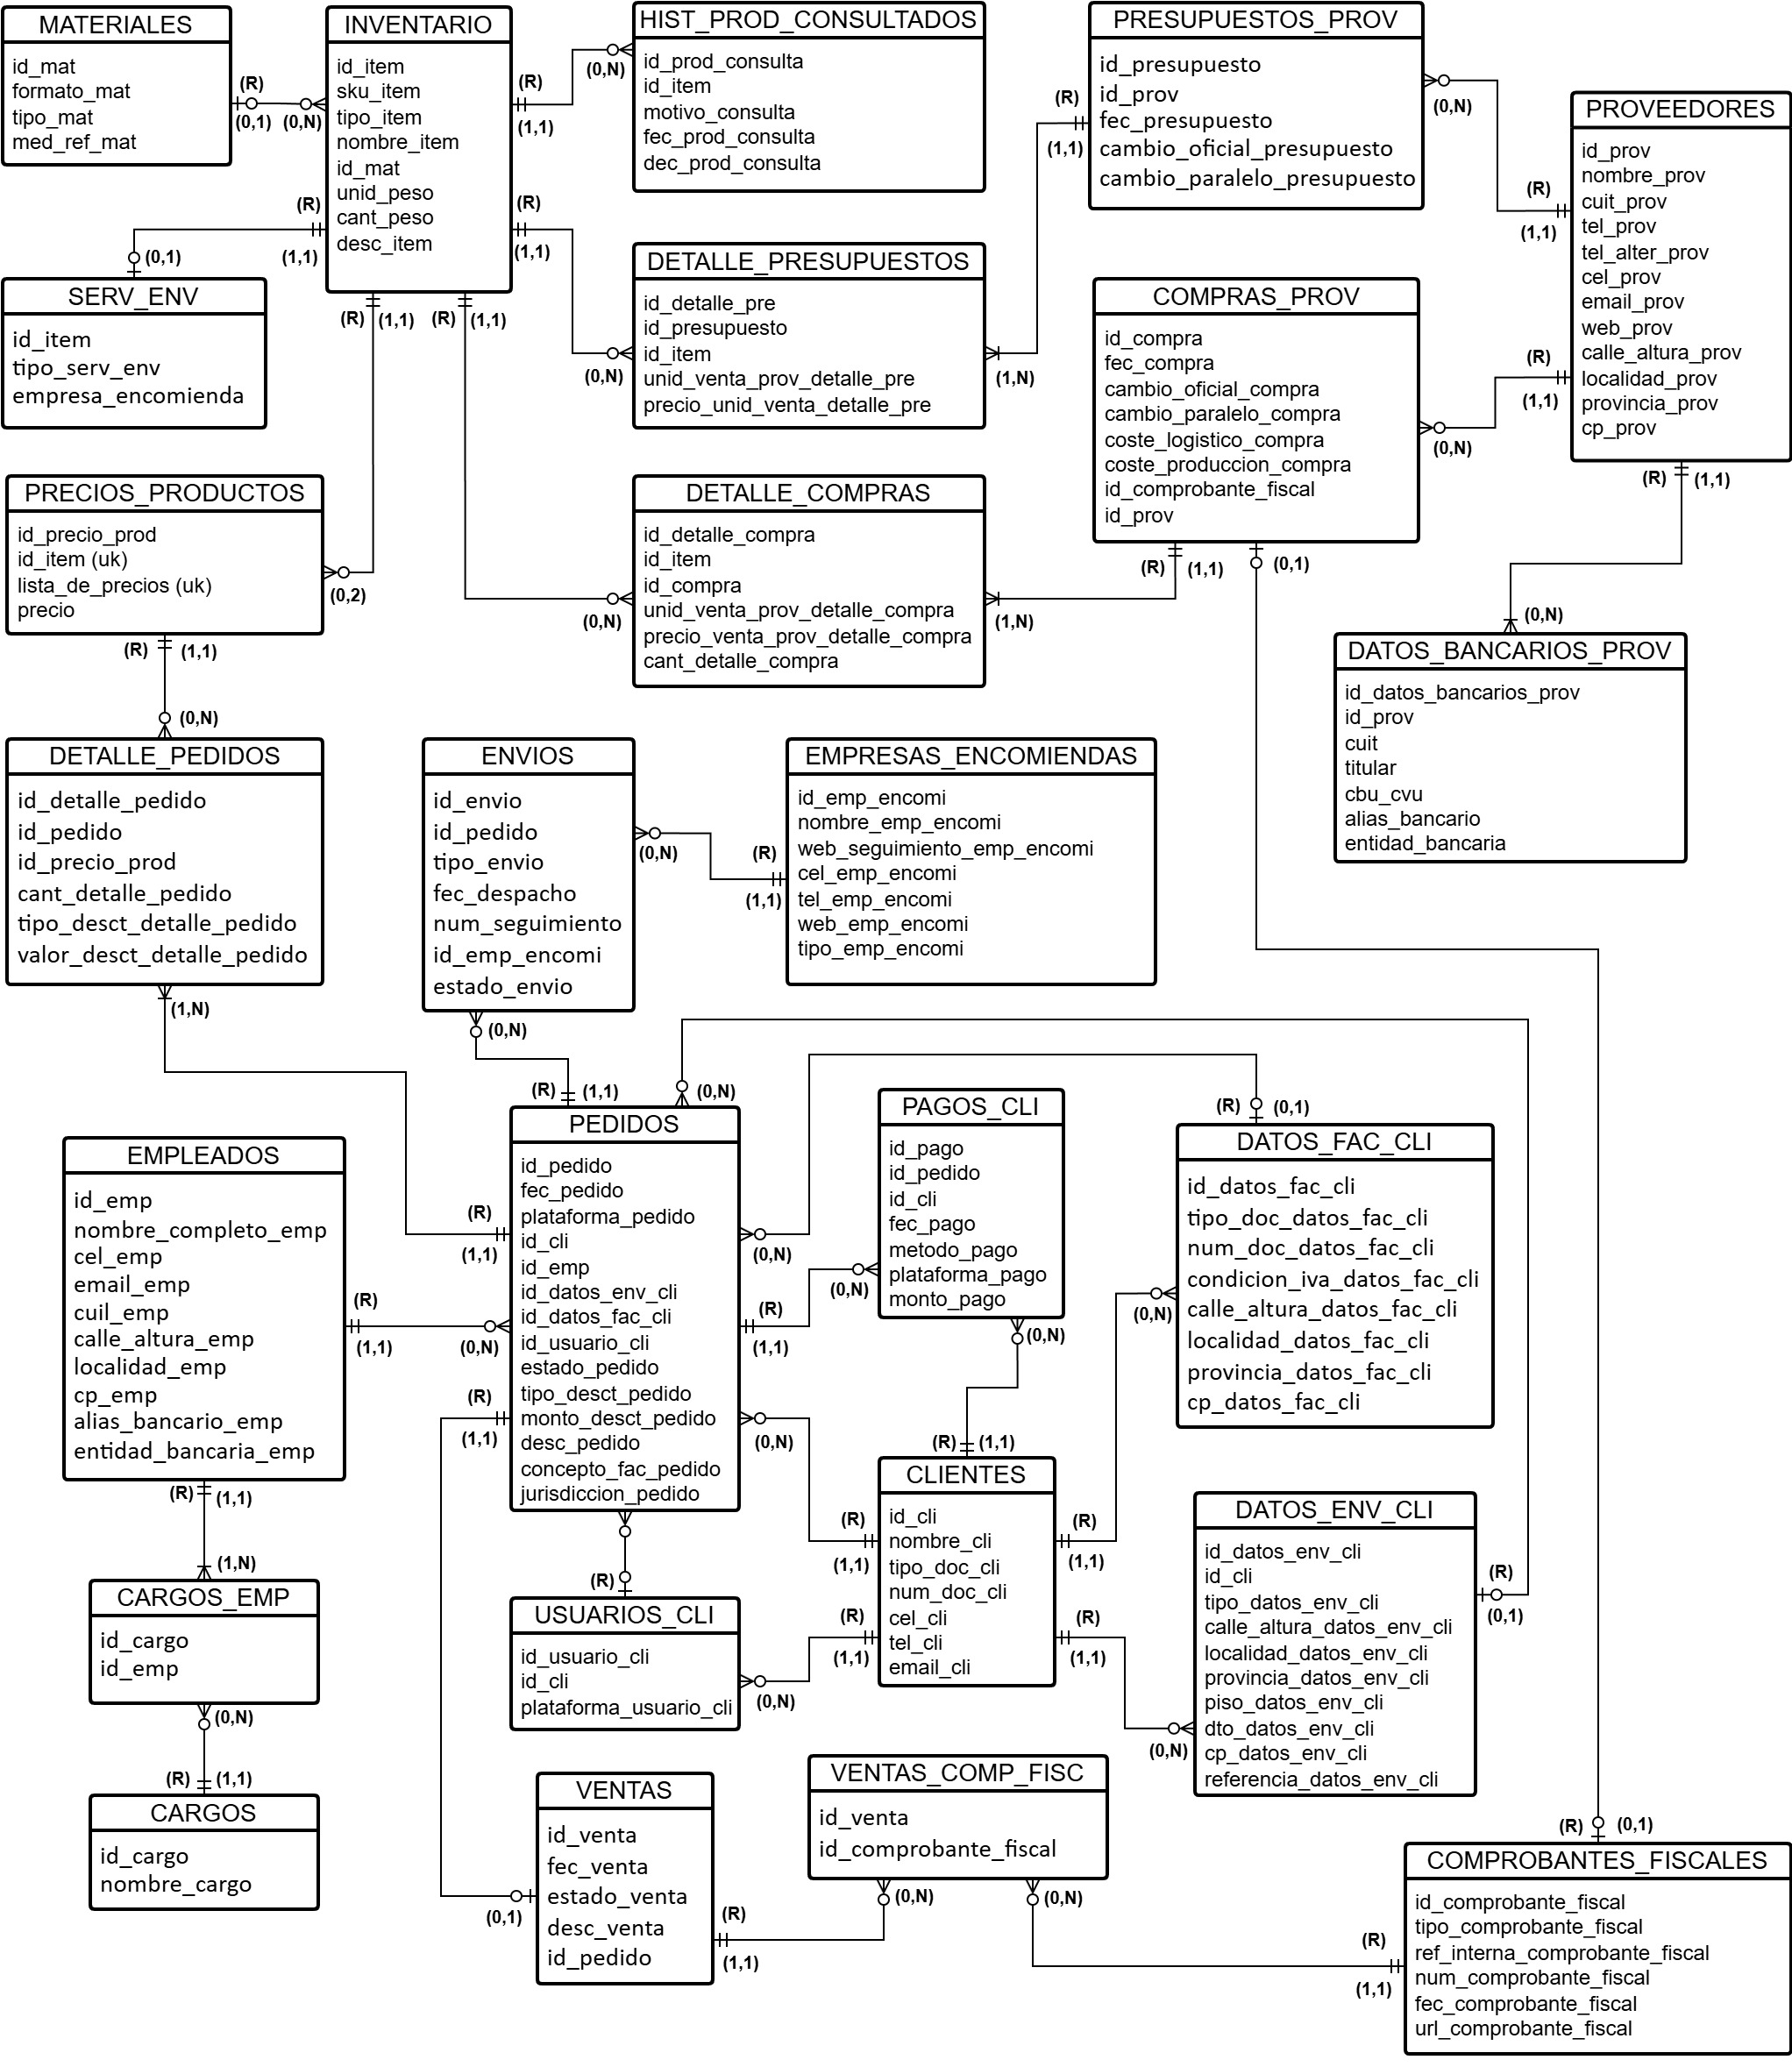 MATERIALES
id_mat
formato_mat
tipo_mat
med_ref_mat
(R)
(0,1)
(0,N)
INVENTARIO
id_item
sku_item
tipo_item
nombre_item
id_mat
unid_peso
cant_peso
desc_item
(R)
(1,1)
(0,N)
HIST_PROD_CONSULTADOS
id_prod_consulta
id_item
motivo_consulta
fec_prod_consulta
dec_prod_consulta
PRESUPUESTOS_PROV
id_presupuesto
id_prov
fec_presupuesto
cambio_oficial_presupuesto
cambio_paralelo_presupuesto
(R)
(1,1)
(0,N)
PROVEEDORES
id_prov
nombre_prov
cuit_prov
tel_prov
tel_alter_prov
cel_prov
email_prov
web_prov
calle_altura_prov
localidad_prov
provincia_prov
cp_prov
(R)
(1,1)
(R)
(1,1)
(0,1)
SERV_ENV
id_item
tipo_serv_env
empresa_encomienda
(R)
(1,1)
(0,N)
DETALLE_PRESUPUESTOS
id_detalle_pre
id_presupuesto
id_item
unid_venta_prov_detalle_pre
precio_unid_venta_detalle_pre
(1,N)
COMPRAS_PROV
id_compra
fec_compra
cambio_oficial_compra
cambio_paralelo_compra
coste_logistico_compra
coste_produccion_compra
id_comprobante_fiscal
id_prov
(R)
(1,1)
(0,N)
(R)
(1,1)
(R)
(1,1)
(R)
(1,1)
PRECIOS_PRODUCTOS
id_precio_prod
id_item (uk)
lista_de_precios (uk)
precio
(0,2)
DETALLE_COMPRAS
id_detalle_compra
id_item
id_compra
unid_venta_prov_detalle_compra
precio_venta_prov_detalle_compra
cant_detalle_compra
(0,N)
(1,N)
(R)
(1,1)
(0,1)
(0,N)
DATOS_BANCARIOS_PROV
id_datos_bancarios_prov
id_prov
cuit
titular
cbu_cvu
alias_bancario
entidad_bancaria
(R)
(1,1)
(0,N)
DETALLE_PEDIDOS
id_detalle_pedido
id_pedido
id_precio_prod
cant_detalle_pedido
tipo_desct_detalle_pedido
valor_desct_detalle_pedido
(1,N)
ENVIOS
id_envio
id_pedido
tipo_envio
fec_despacho
num_seguimiento
id_emp_encomi
estado_envio
(0,N)
(R)
(1,1)
EMPRESAS_ENCOMIENDAS
id_emp_encomi
nombre_emp_encomi
web_seguimiento_emp_encomi
cel_emp_encomi
tel_emp_encomi
web_emp_encomi
tipo_emp_encomi
(0,N)
(R)
(1,1)
(0,N)
PEDIDOS
id_pedido
fec_pedido
plataforma_pedido
id_cli
id_emp
id_datos_env_cli
id_datos_fac_cli
id_usuario_cli
estado_pedido
tipo_desct_pedido
monto_desct_pedido
desc_pedido
concepto_fac_pedido
jurisdiccion_pedido
(R)
(1,1)
(0,N)
(0,N)
(R)
(1,1)
(R)
(1,1)
(0,N)
PAGOS_CLI
id_pago
id_pedido
id_cli
fec_pago
metodo_pago
plataforma_pago
monto_pago
(0,N)
(0,N)
(R)
(0,1)
DATOS_FAC_CLI
id_datos_fac_cli
tipo_doc_datos_fac_cli
num_doc_datos_fac_cli
condicion_iva_datos_fac_cli
calle_altura_datos_fac_cli
localidad_datos_fac_cli
provincia_datos_fac_cli
cp_datos_fac_cli
(0,N)
EMPLEADOS
id_emp
nombre_completo_emp
cel_emp
email_emp
cuil_emp
calle_altura_emp
localidad_emp
cp_emp
alias_bancario_emp
entidad_bancaria_emp
(R)
(1,1)
(R)
(1,1)
(1,N)
CARGOS_EMP
id_cargo
id_emp
(0,N)
(R)
(1,1)
CARGOS
id_cargo
nombre_cargo
(R)
(1,1)
CLIENTES
id_cli
nombre_cli
tipo_doc_cli
num_doc_cli
cel_cli
tel_cli
email_cli
(R)
(1,1)
(R)
(1,1)
(R)
(1,1)
(R)
(1,1)
(R)
USUARIOS_CLI
id_usuario_cli
id_cli
plataforma_usuario_cli
(0,N)
DATOS_ENV_CLI
id_datos_env_cli
id_cli
tipo_datos_env_cli
calle_altura_datos_env_cli
localidad_datos_env_cli
provincia_datos_env_cli
piso_datos_env_cli
dto_datos_env_cli
cp_datos_env_cli
referencia_datos_env_cli
(R)
(0,1)
(0,N)
VENTAS
id_venta
fec_venta
estado_venta
desc_venta
id_pedido
(0,1)
(R)
(1,1)
VENTAS_COMP_FISC
id_venta
id_comprobante_fiscal
(0,N)
(0,N)
(R)
(0,1)
COMPROBANTES_FISCALES
id_comprobante_fiscal
tipo_comprobante_fiscal
ref_interna_comprobante_fiscal
num_comprobante_fiscal
fec_comprobante_fiscal
url_comprobante_fiscal
(R)
(1,1)